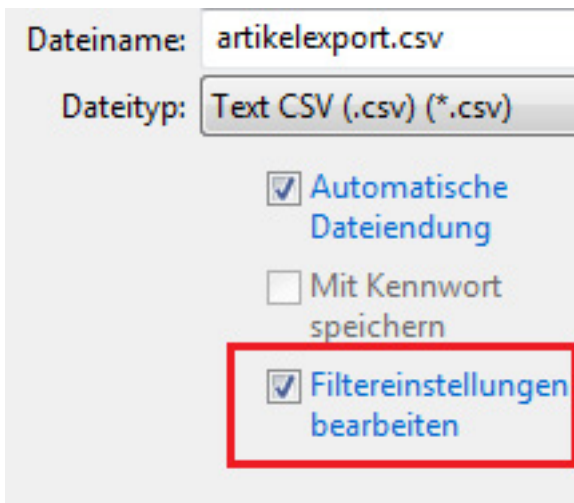 Dateiname: artikelexport.csv
Dateityp: Text CSV (.csv) (*.csv)
Automatische
Dateiendung
Mit Kennwort
speichern
Filtereinstellungen
bearbeiten